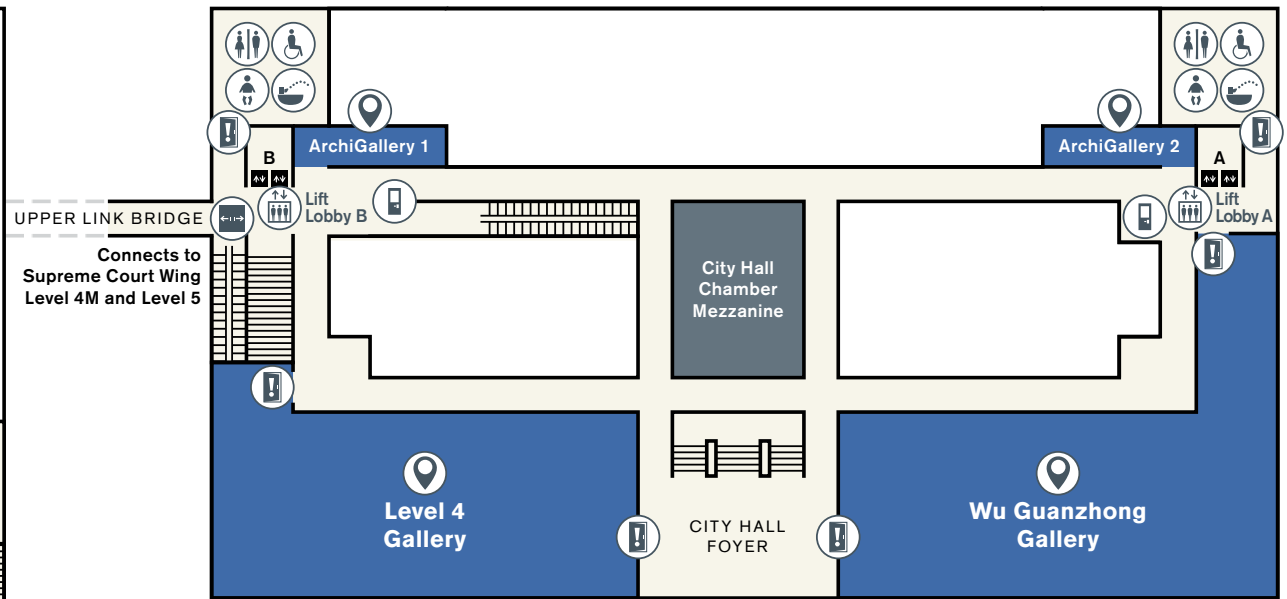 B
ArchiGallery 1
ArchiGallery 2
A
Lift
Lobby B
Lift
Lobby A
UPPER LINK BRIDGE
Connects to
Supreme Court Wing
Level 4M and Level 5
City Hall
Chamber
Mezzanine
Level 4
Gallery
CITY HALL
FOYER
Wu Guanzhong
Gallery